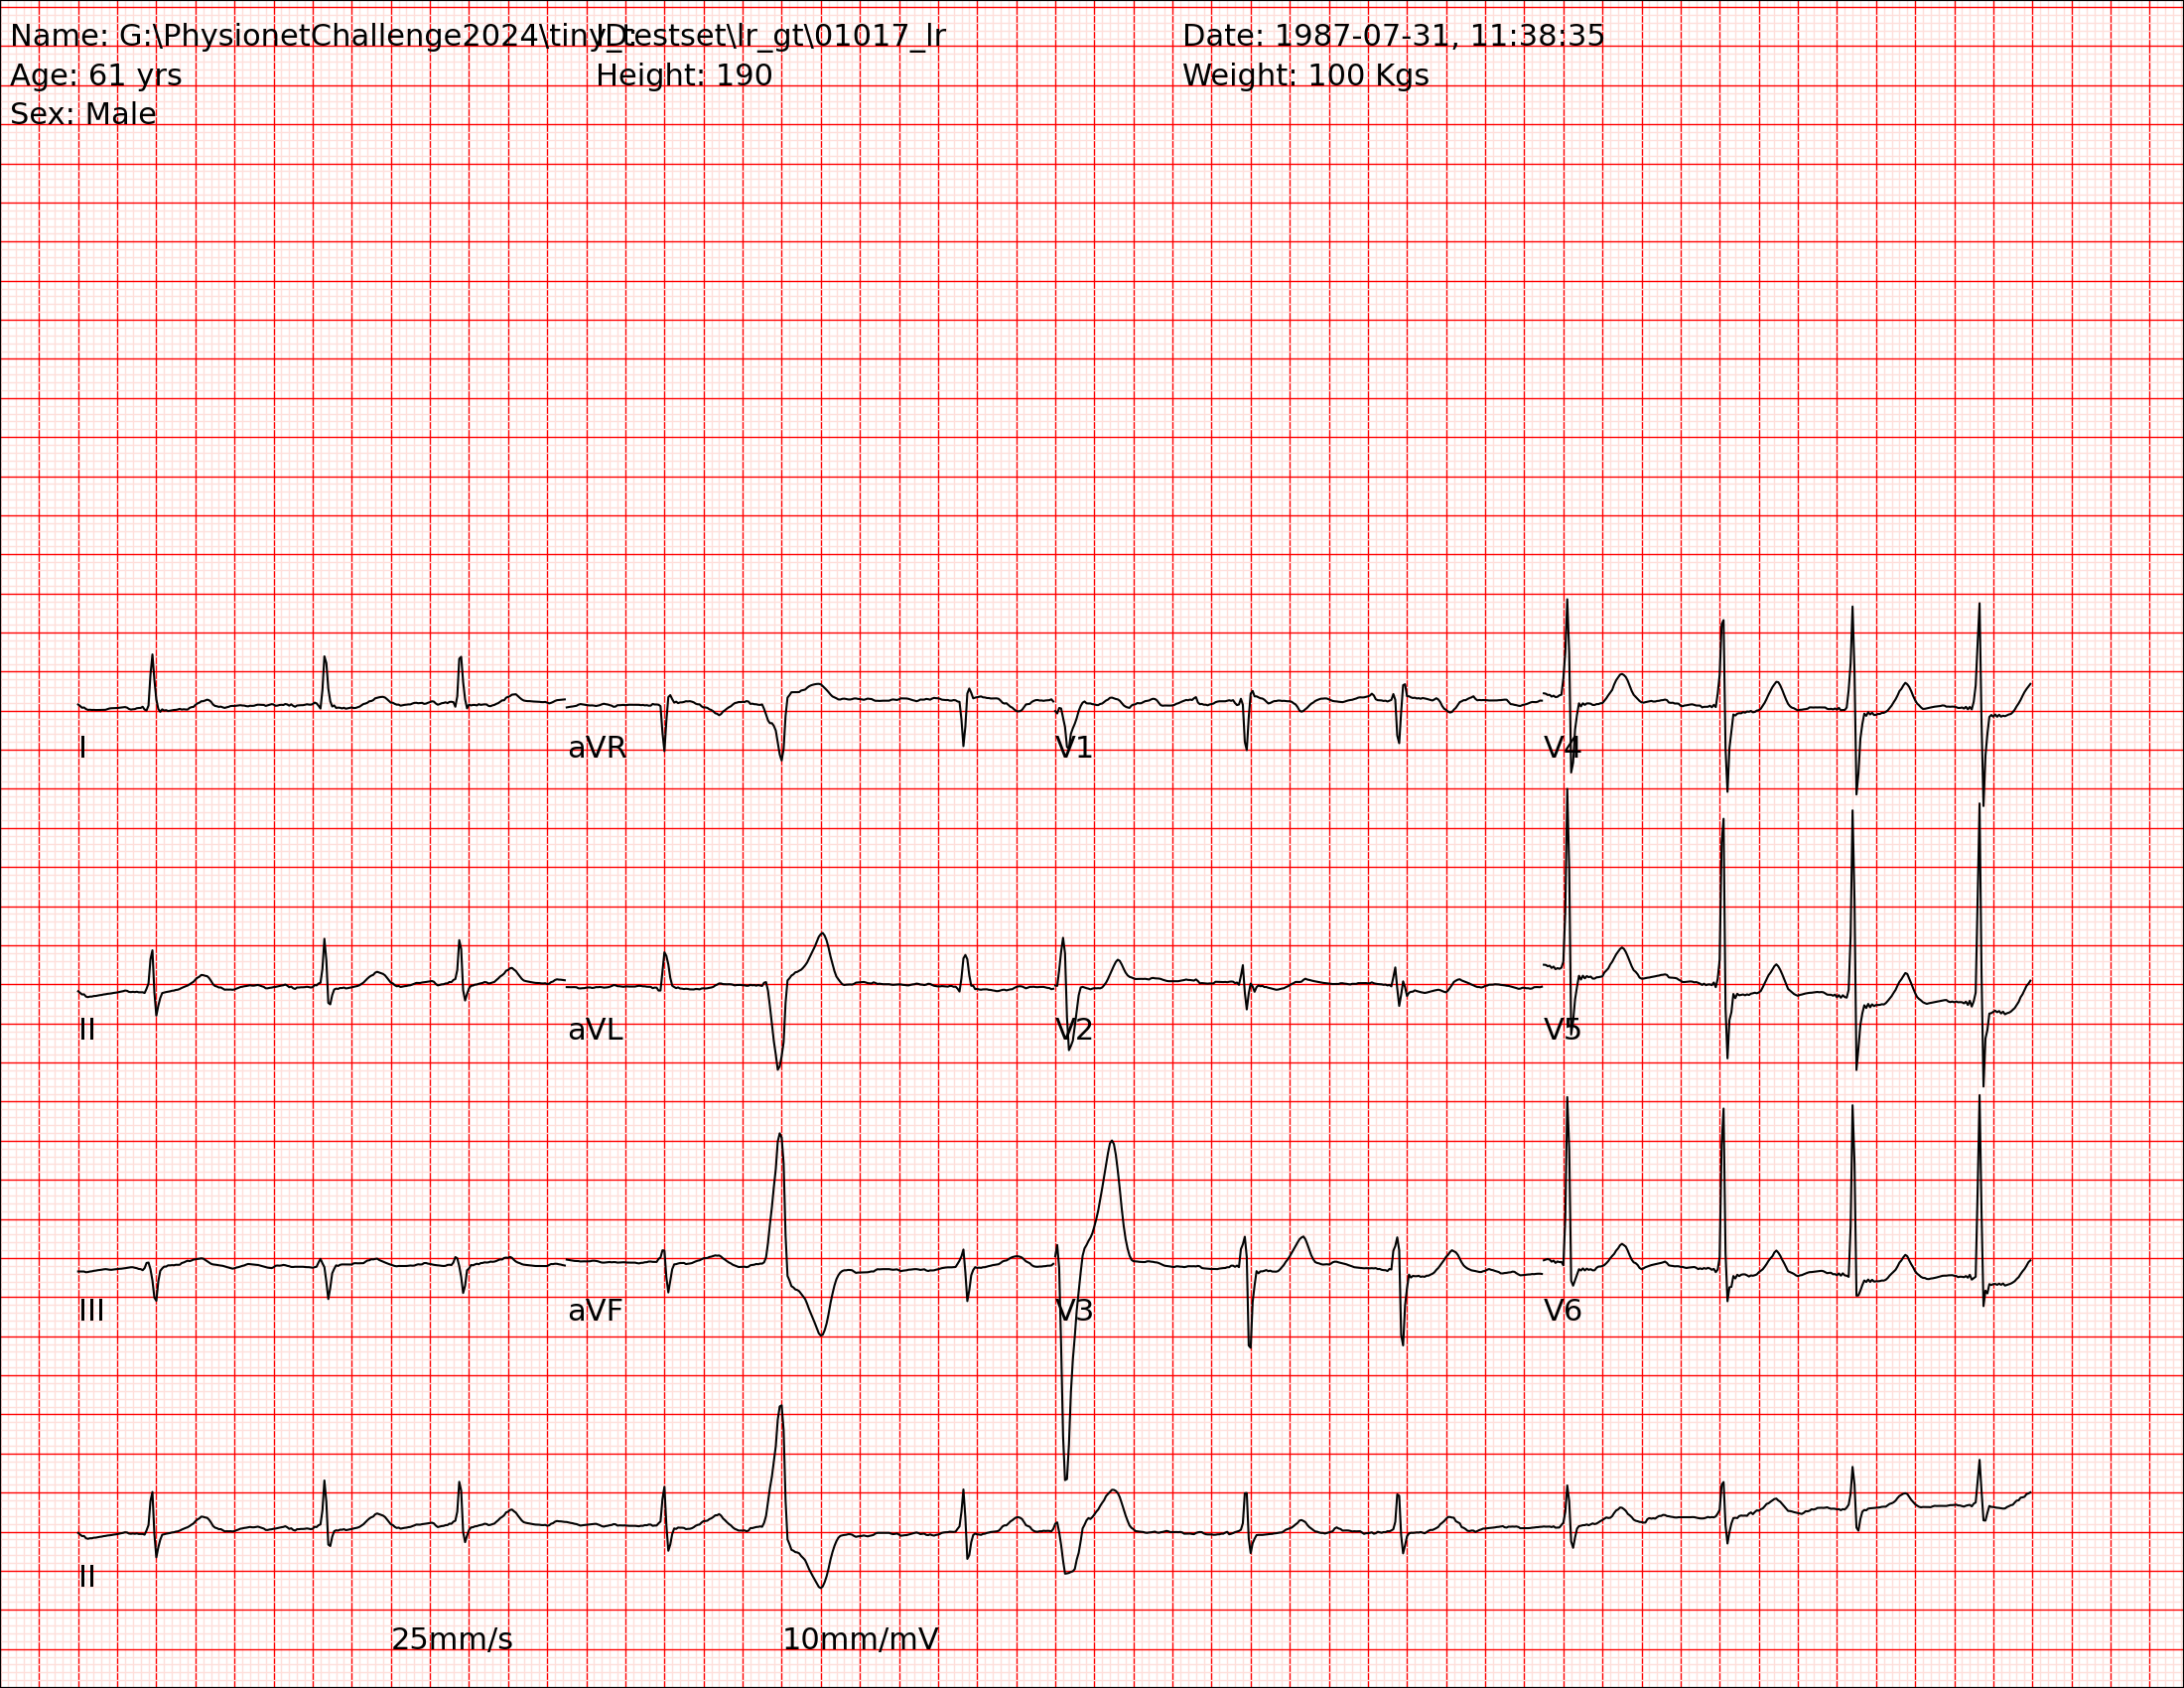 Name: G:\PhysionetChallenge2024\tiny_testset\lr_gt\01017_lr ID: Date: 1987-07-31, 11:38:35
Age: 61 yrs Height: 190 Weight: 100 Kgs
Sex: Male
I aVR V1 V4
II aVL V2 V5
III aVF V3 V6
II
25mm/s 10mm/mV